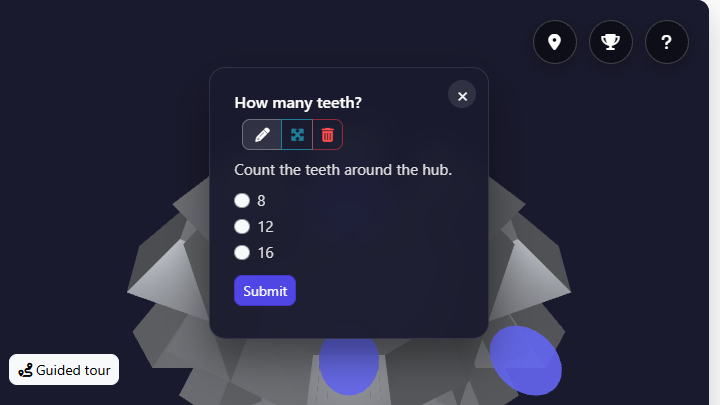 ?
How many teeth?
Count the teeth around the hub.
8
12
16
Submit
Guided tour